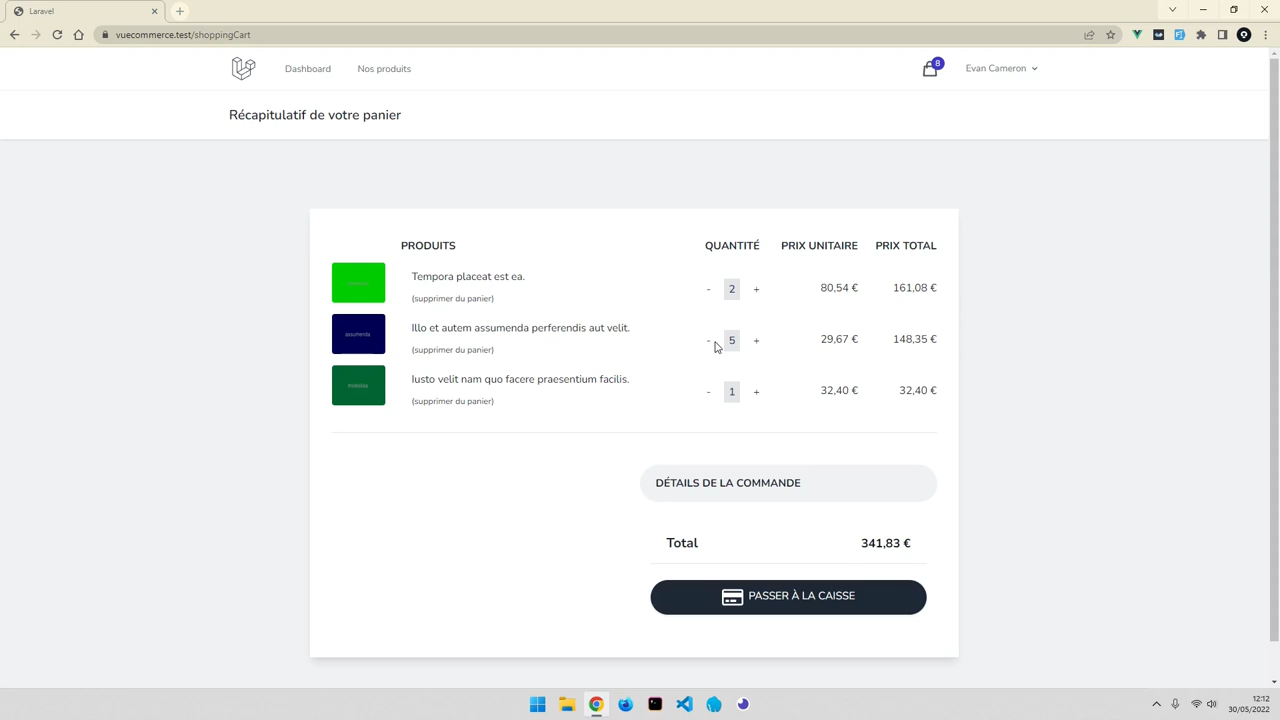 Laravel
vuecommerce.test/shoppingCart
Dashboard
Nos produits
8
Evan Cameron
Récapitulatif de votre panier
PRODUITS QUANTITÉ PRIX UNITAIRE PRIX TOTAL
Tempora placeat est ea.
(supprimer du panier)
- 2 + 80,54 € 161,08 €
assumenda
Illo et autem assumenda perferendis aut velit.
(supprimer du panier)
- 5 + 29,67 € 148,35 €
Iusto velit nam quo facere praesentium facilis.
(supprimer du panier)
- 1 + 32,40 € 32,40 €
DÉTAILS DE LA COMMANDE
Total 341,83 €
PASSER À LA CAISSE
12:12
30/05/2022